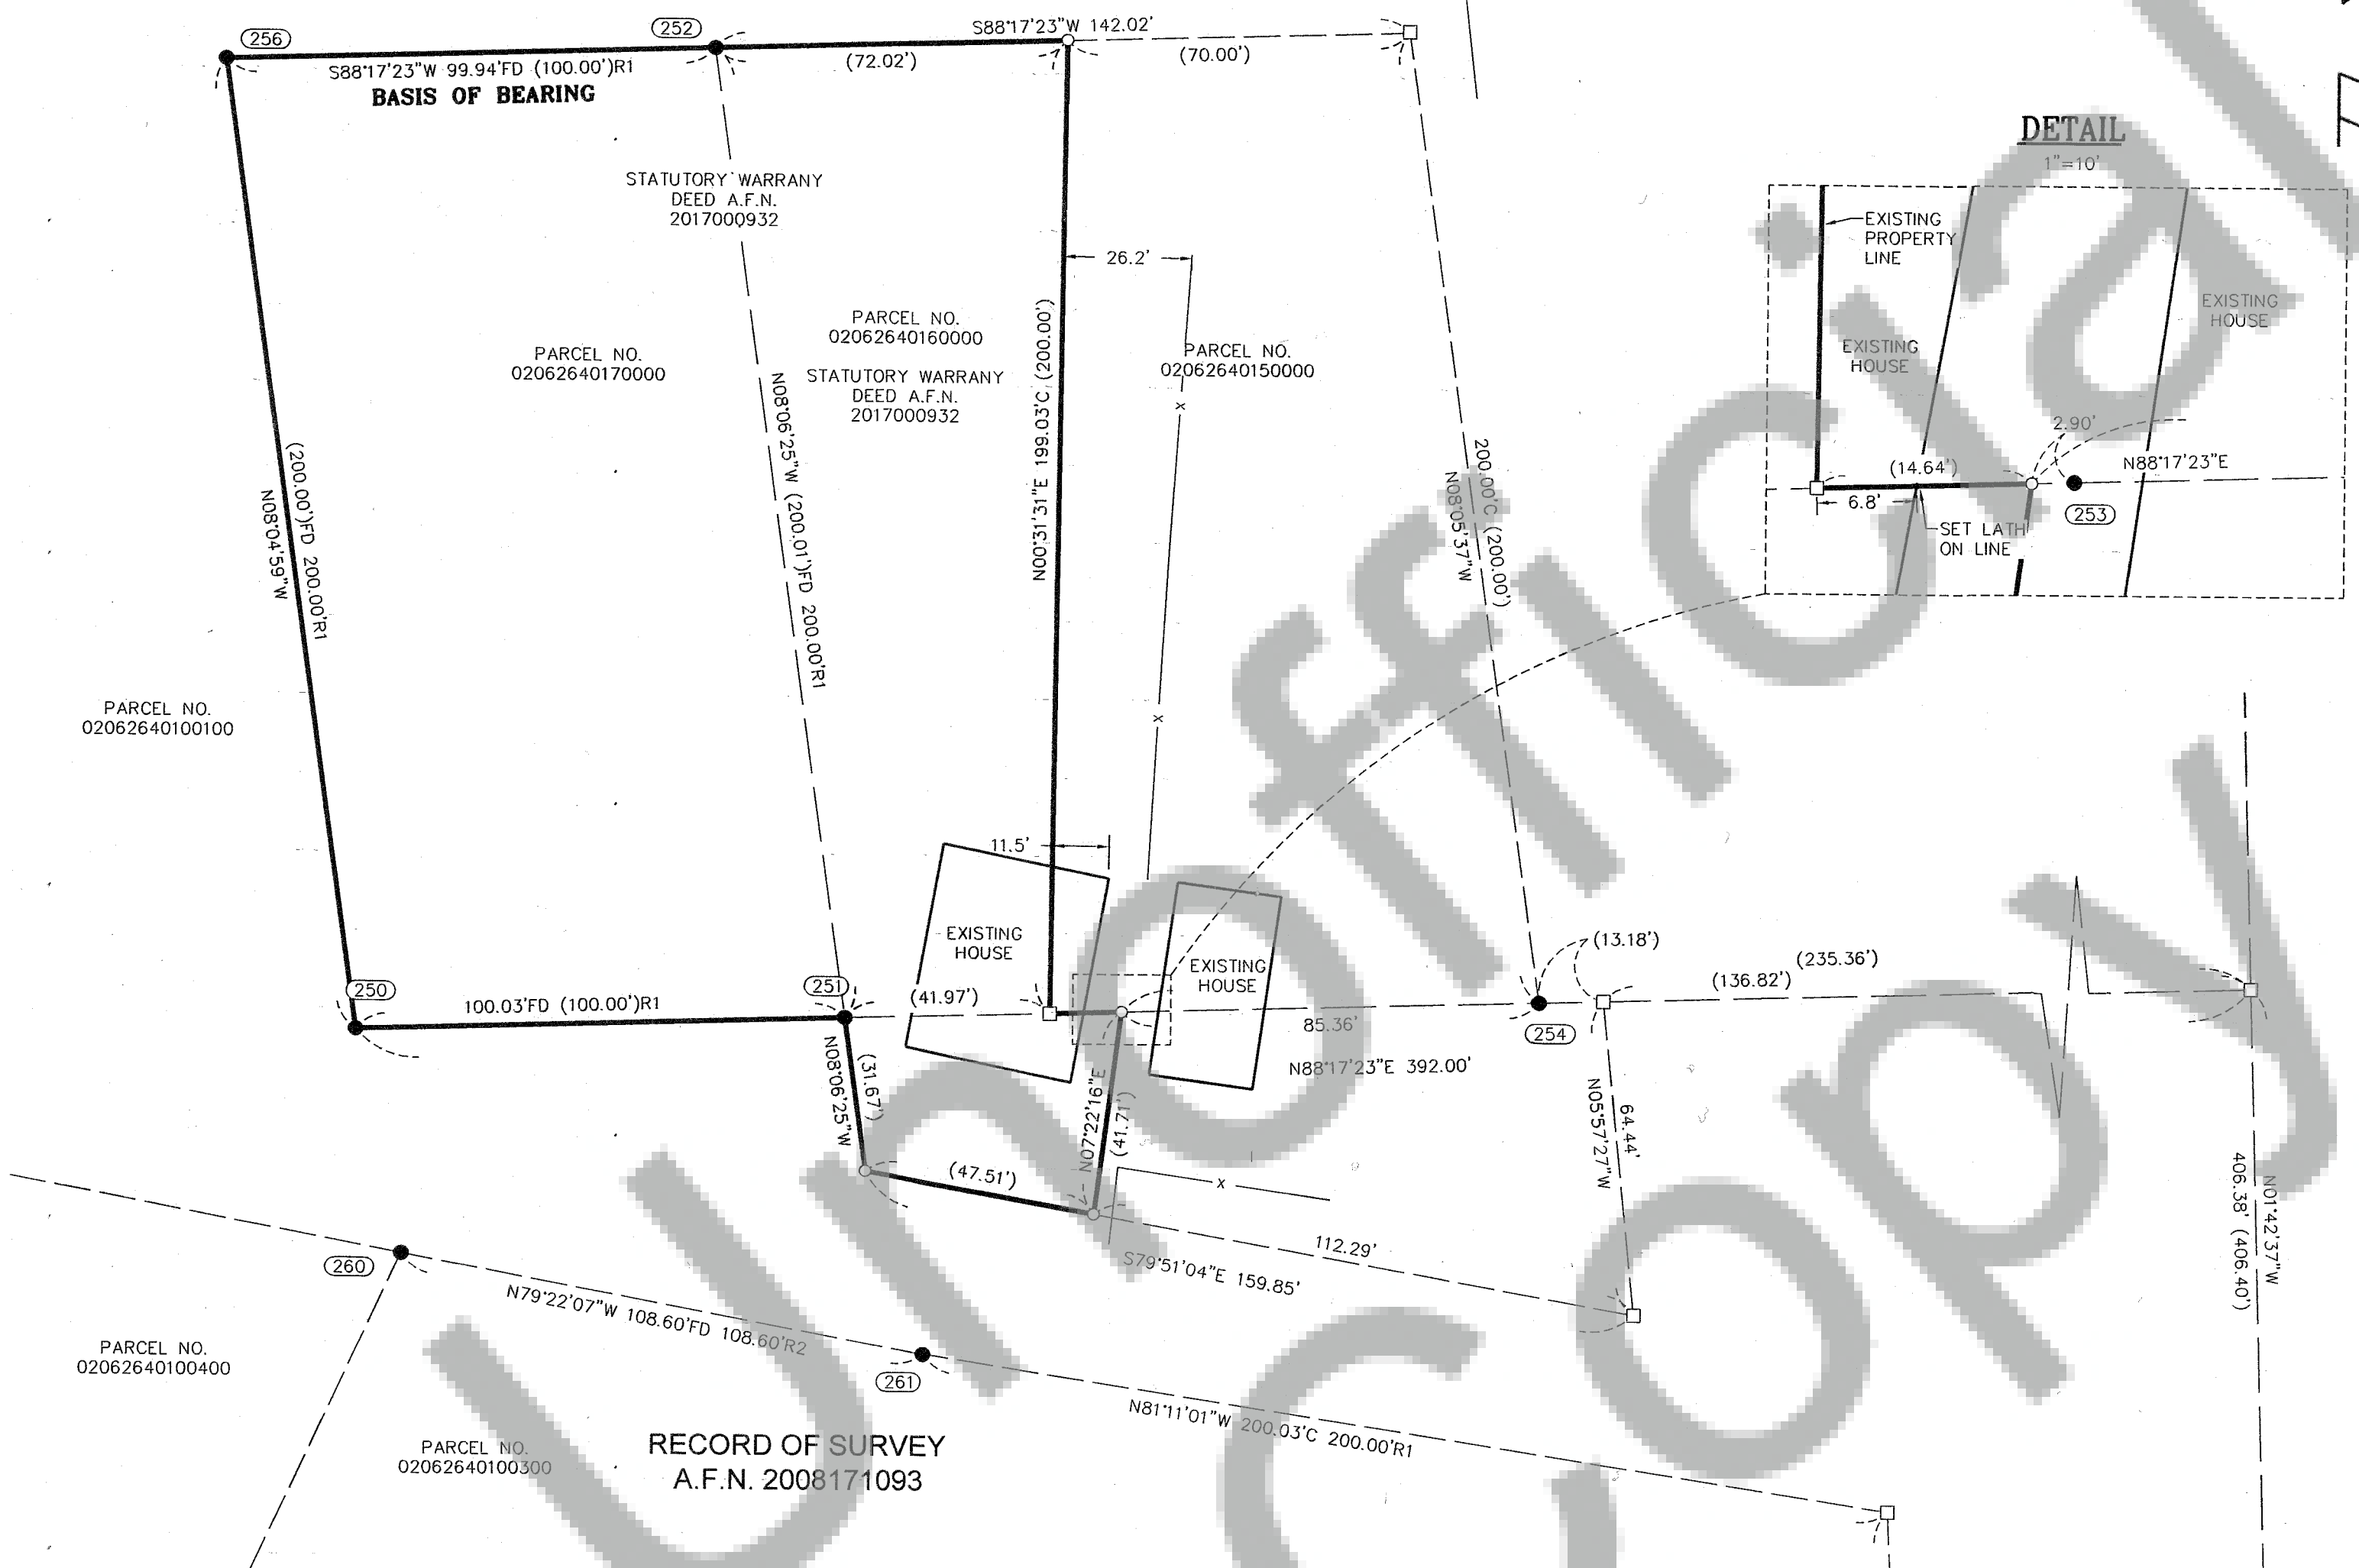 S88°17'23"W 142.02'
256
252
S88°17'23"W 99.94'FD (100.00')R1
(72.02')
(70.00')
BASIS OF BEARING
DETAIL
1"=10'
STATUTORY WARRANY
DEED A.F.N.
2017000932
EXISTING
PROPERTY
LINE
26.2'
EXISTING
HOUSE
PARCEL NO.
02062640160000
PARCEL NO.
02062640170000
PARCEL NO.
02062640150000
EXISTING
HOUSE
STATUTORY WARRANY
DEED A.F.N.
2017000932
N08°06'25"W (200.01')FD 200.00'R1
N00°31'31"E 199.03'C (200.00')
X
2.90'
(14.64')
N88°17'23"E
6.8'
253
SET LATH
ON LINE
(200.00')FD 200.00'R1
N08°04'59"W
200.00'C (200.00')
N08°05'37"W
PARCEL NO.
02062640100100
X
11.5'
EXISTING
HOUSE
EXISTING
HOUSE
(13.18')
(235.36')
(136.82')
250
251
100.03'FD (100.00')R1
(41.97')
85.36'
254
N88°17'23"E 392.00'
N08°06'25"W
(31.67')
N07°22'16"E
(41.71')
N05°57'27"W
64.44'
(47.51')
X
N01°42'37"W
406.38' (406.40')
112.29'
S79°51'04"E 159.85'
260
N79°22'07"W 108.60'FD 108.60'R2
261
PARCEL NO.
02062640100400
N81°11'01"W 200.03'C 200.00'R1
PARCEL NO.
02062640100300
RECORD OF SURVEY
A.F.N. 2008171093
Unofficial
Copy